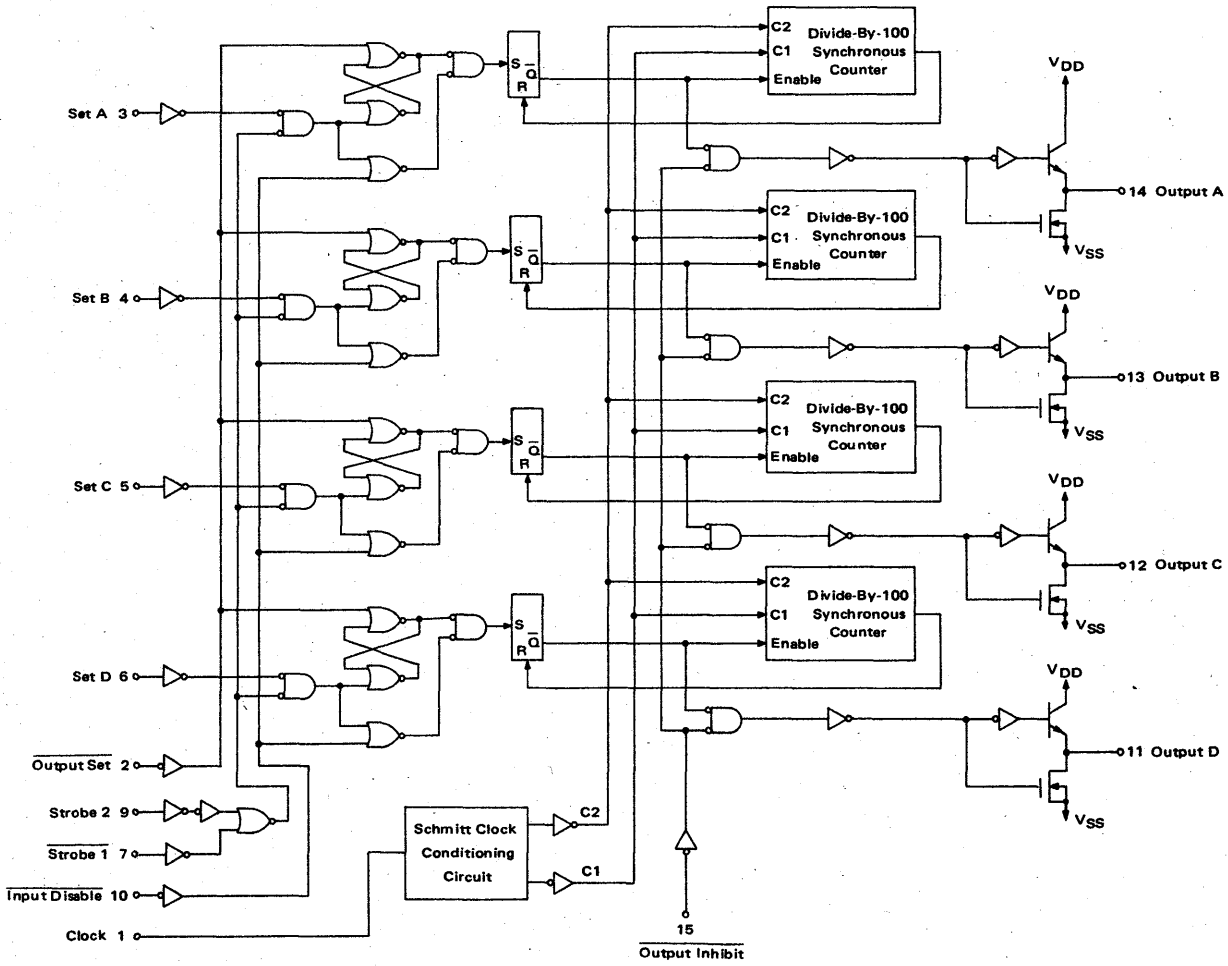 C2
C1
Enable
Divide-By-100
Synchronous
Counter
S
Q̅
R
VDD
Set A 3
14 Output A
VSS
C2
C1
Enable
Divide-By-100
Synchronous
Counter
S
Q̅
R
VDD
Set B 4
13 Output B
VSS
C2
C1
Enable
Divide-By-100
Synchronous
Counter
S
Q̅
R
VDD
Set C 5
12 Output C
VSS
C2
C1
Enable
Divide-By-100
Synchronous
Counter
S
Q̅
R
VDD
Set D 6
11 Output D
VSS
Output Set 2
Strobe 2 9
Strobe 1 7
Input Disable 10
Clock 1
Schmitt Clock
Conditioning
Circuit
C2
C1
15
Output Inhibit